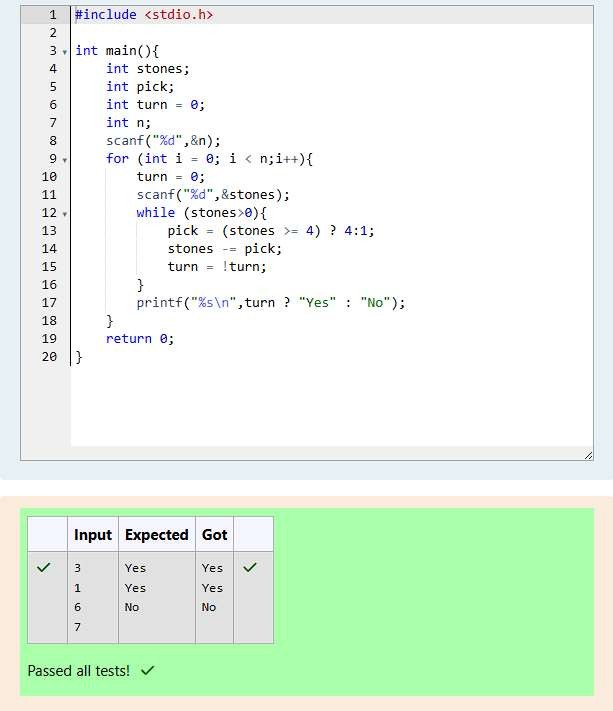 1 #include <stdio.h>
2
3 int main(){
4 int stones;
5 int pick;
6 int turn = 0;
7 int n;
8 scanf("%d",&n);
9 for (int i = 0; i < n;i++){
10 turn = 0;
11 scanf("%d",&stones);
12 while (stones>0){
13 pick = (stones >= 4) ? 4:1;
14 stones -= pick;
15 turn = !turn;
16 }
17 printf("%s\n",turn ? "Yes" : "No");
18 }
19 return 0;
20 }
Input Expected Got
3 Yes Yes
1 Yes Yes
6 No No
7
Passed all tests!